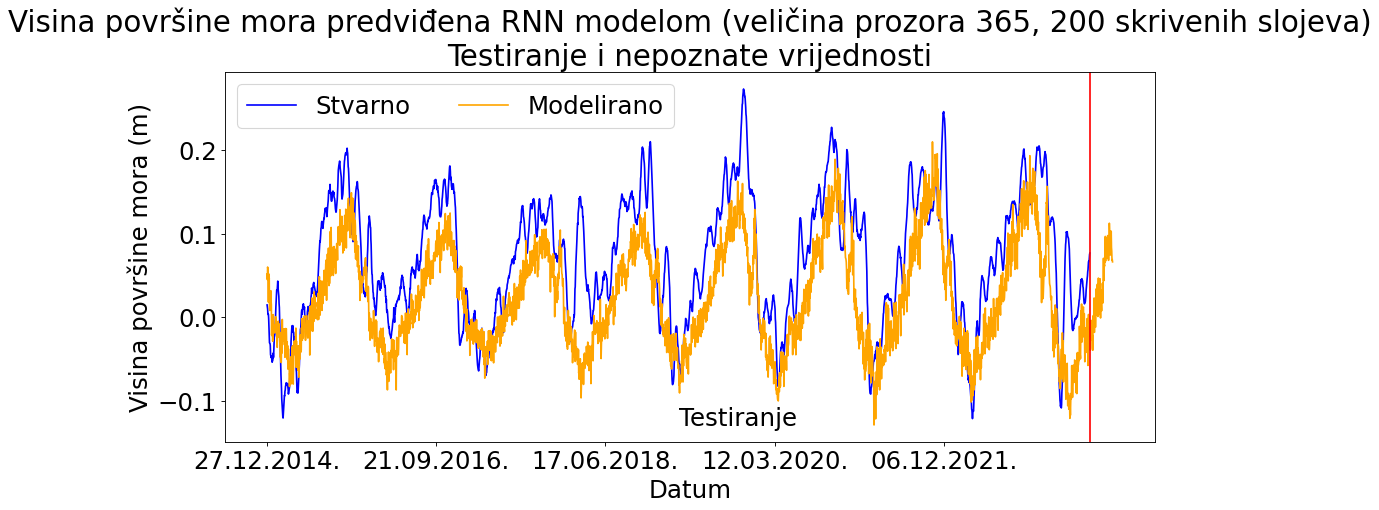 Visina površine mora predviđena RNN modelom (veličina prozora 365, 200 skrivenih slojeva)
Testiranje i nepoznate vrijednosti
Stvarno Modelirano
Visina površine mora (m)
0.2
0.1
0.0
−0.1
Testiranje
27.12.2014. 21.09.2016. 17.06.2018. 12.03.2020. 06.12.2021.
Datum